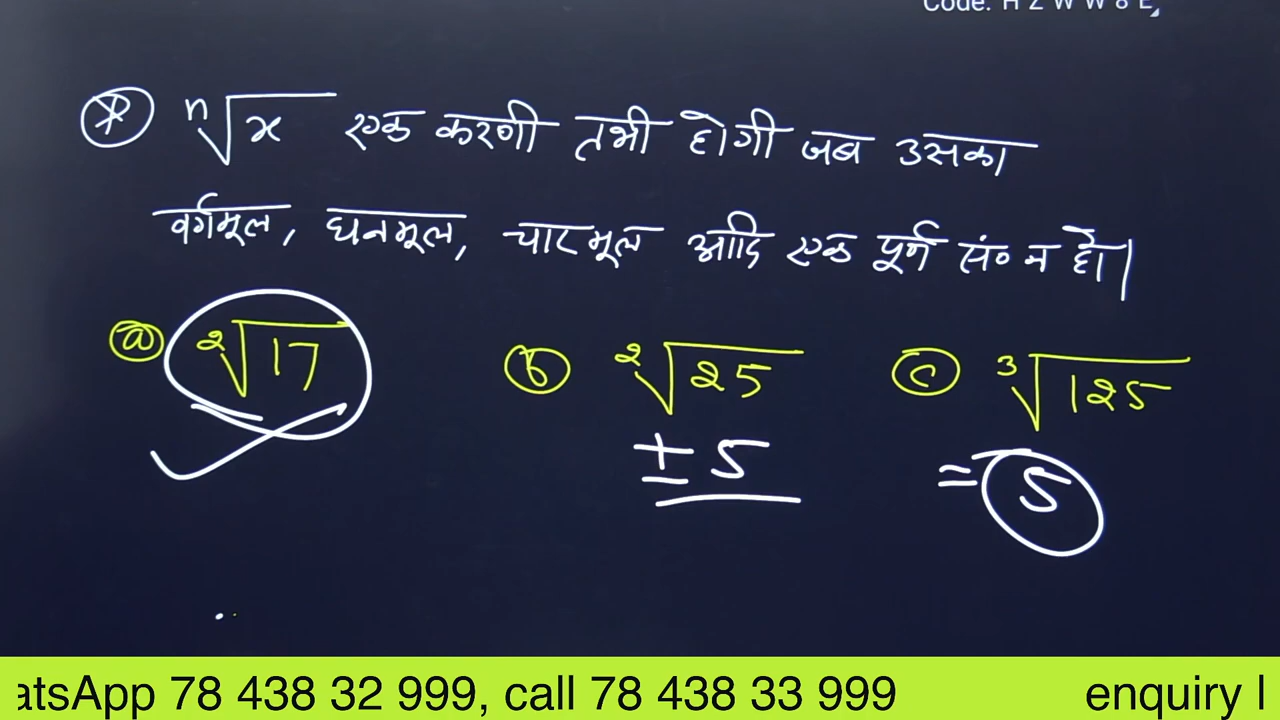 Code: HZWW8E
* ⁿ√x एक करणी तभी होगी जब उसका
वर्गमूल, घनमूल, चारमूल आदि एक पूर्ण सं० न हो।
(a) ²√17 (b) ²√25 (c) ³√125
± 5 = 5
atsApp 78 438 32 999, call 78 438 33 999 enquiry